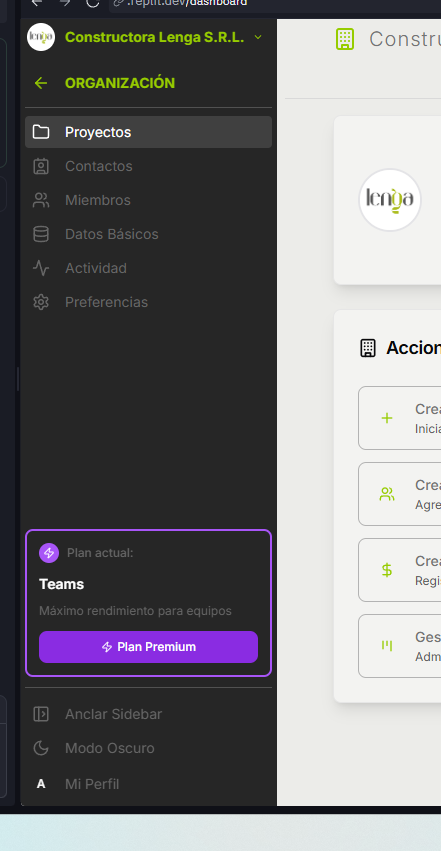 .replit.dev/dashboard
lenga
Constructora Lenga S.R.L.
ORGANIZACIÓN
Proyectos
Contactos
Miembros
Datos Básicos
Actividad
Preferencias
Plan actual:
Teams
Máximo rendimiento para equipos
Plan Premium
Anclar Sidebar
Modo Oscuro
A Mi Perfil
Constru
lenga
Accion
Crea
Inicia
Crea
Agre
Crea
Regi
Ges
Adm